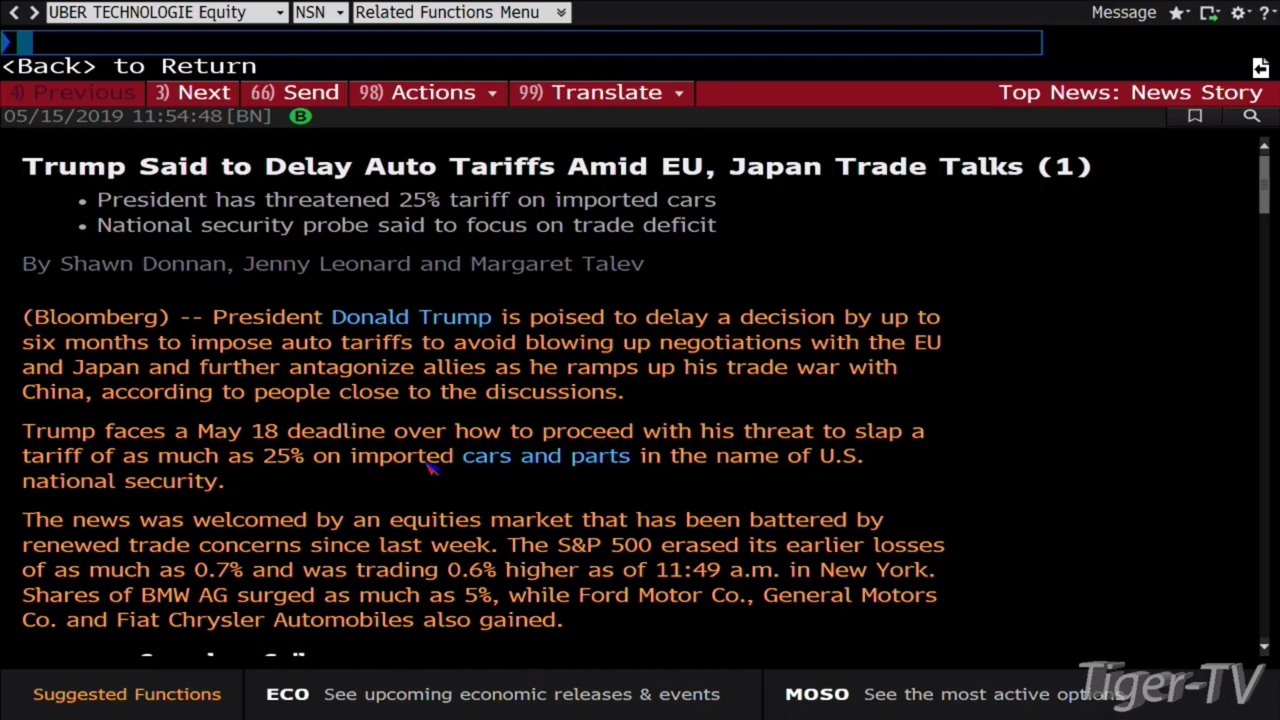 UBER TECHNOLOGIE Equity NSN Related Functions Menu Message ?
<Back> to Return
4) Previous 3) Next 66) Send 98) Actions 99) Translate Top News: News Story
05/15/2019 11:54:48 [BN] B
Trump Said to Delay Auto Tariffs Amid EU, Japan Trade Talks (1)
• President has threatened 25% tariff on imported cars
• National security probe said to focus on trade deficit
By Shawn Donnan, Jenny Leonard and Margaret Talev
(Bloomberg) -- President Donald Trump is poised to delay a decision by up to
six months to impose auto tariffs to avoid blowing up negotiations with the EU
and Japan and further antagonize allies as he ramps up his trade war with
China, according to people close to the discussions.
Trump faces a May 18 deadline over how to proceed with his threat to slap a
tariff of as much as 25% on imported cars and parts in the name of U.S.
national security.
The news was welcomed by an equities market that has been battered by
renewed trade concerns since last week. The S&P 500 erased its earlier losses
of as much as 0.7% and was trading 0.6% higher as of 11:49 a.m. in New York.
Shares of BMW AG surged as much as 5%, while Ford Motor Co., General Motors
Co. and Fiat Chrysler Automobiles also gained.
Suggested Functions ECO See upcoming economic releases & events MOSO See the most active options
Tiger-TV